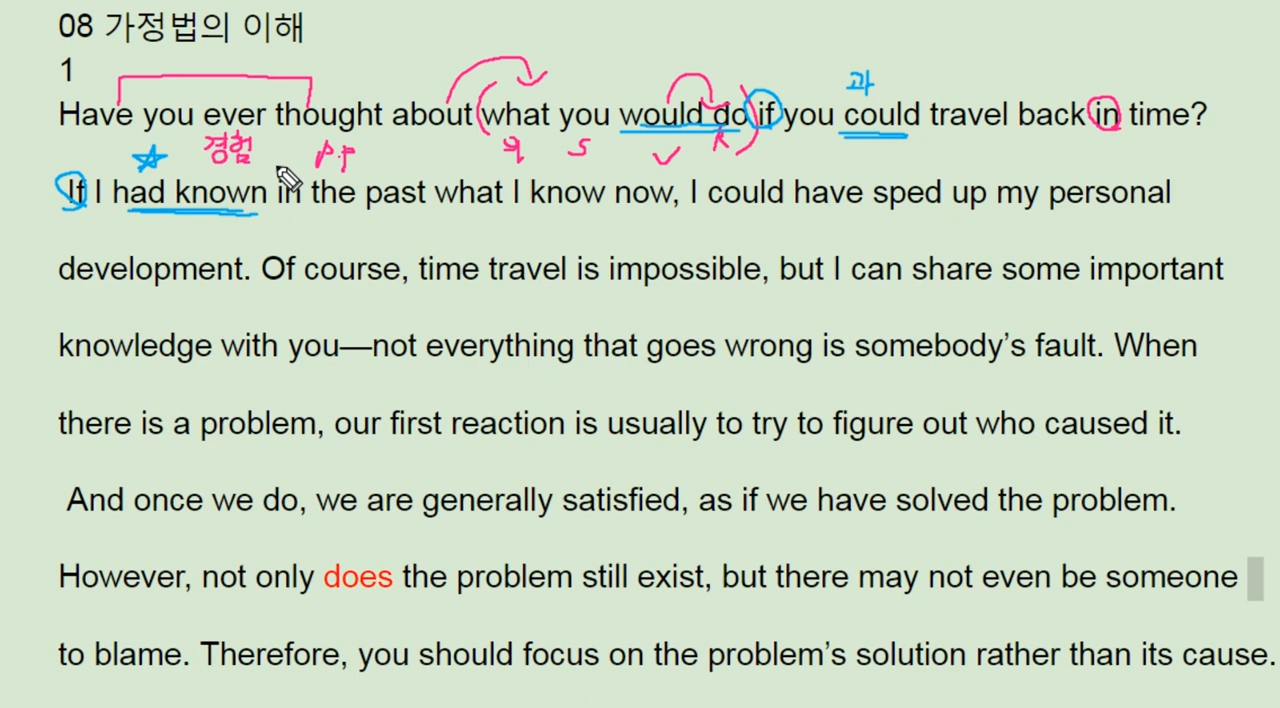 08 가정법의 이해
1
과
Have you ever thought about what you would do if you could travel back in time?
경험 p.p S V R
If I had known in the past what I know now, I could have sped up my personal
development. Of course, time travel is impossible, but I can share some important
knowledge with you—not everything that goes wrong is somebody’s fault. When
there is a problem, our first reaction is usually to try to figure out who caused it.
And once we do, we are generally satisfied, as if we have solved the problem.
However, not only does the problem still exist, but there may not even be someone
to blame. Therefore, you should focus on the problem’s solution rather than its cause.